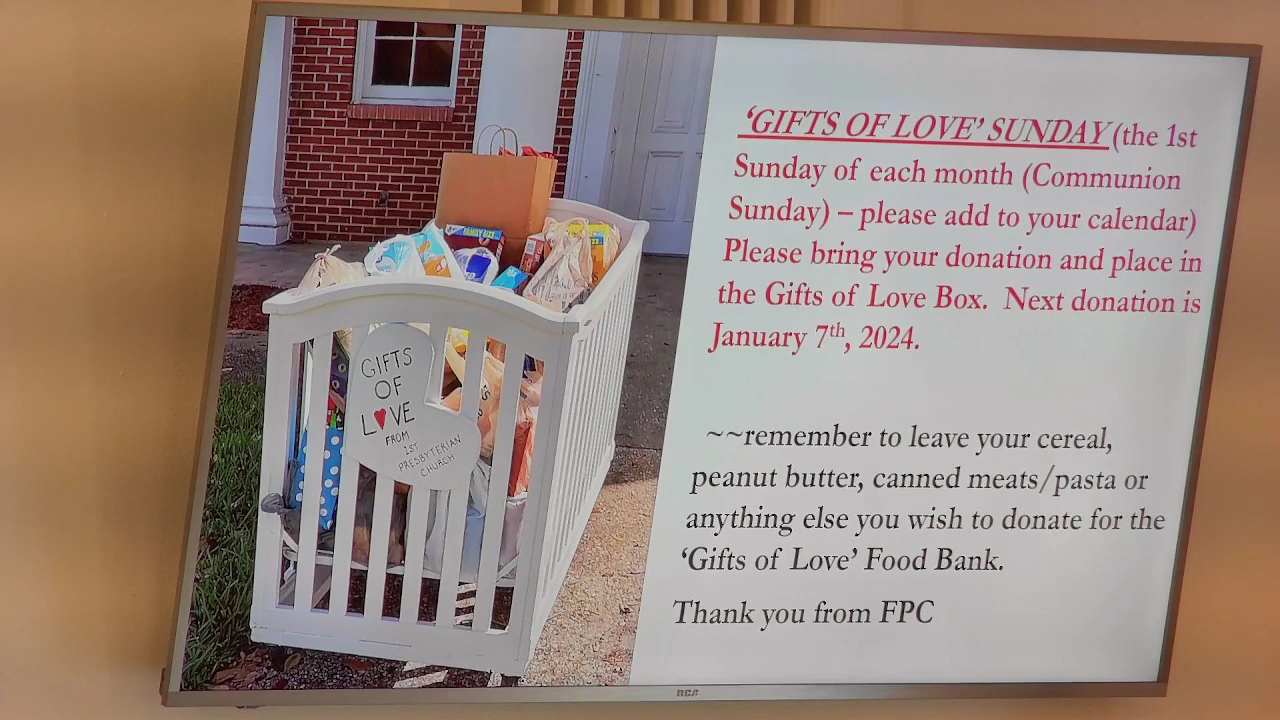 FAMILY SIZE
GIFTS
OF
LOVE
FROM
1ST
PRESBYTERIAN
CHURCH
‘GIFTS OF LOVE’ SUNDAY (the 1st
Sunday of each month (Communion
Sunday) – please add to your calendar)
Please bring your donation and place in
the Gifts of Love Box. Next donation is
January 7th, 2024.
~~remember to leave your cereal,
peanut butter, canned meats/pasta or
anything else you wish to donate for the
‘Gifts of Love’ Food Bank.
Thank you from FPC
RCA